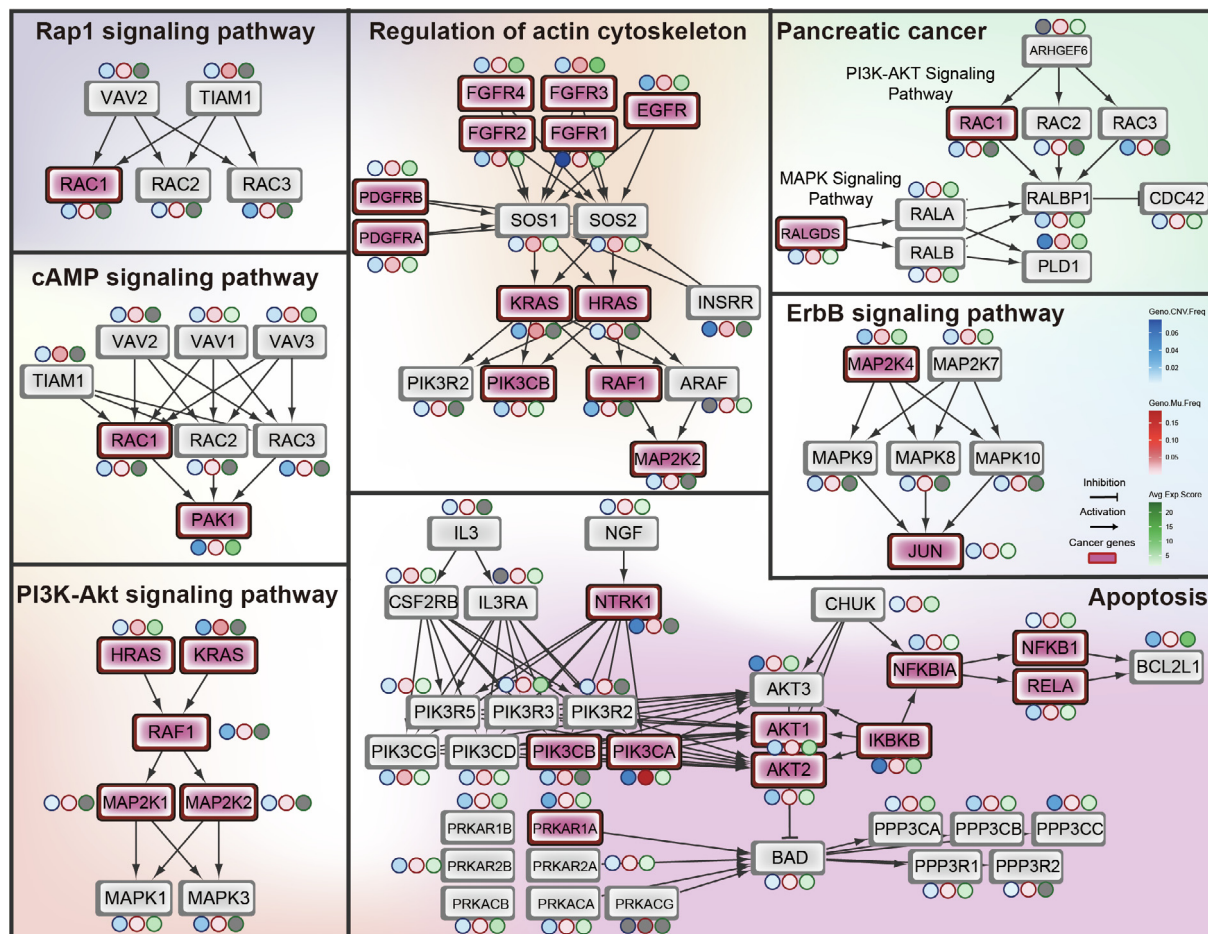 Rap1 signaling pathway
VAV2
TIAM1
RAC1
RAC2
RAC3
cAMP signaling pathway
VAV2
VAV1
VAV3
TIAM1
RAC1
RAC2
RAC3
PAK1
PI3K-Akt signaling pathway
HRAS
KRAS
RAF1
MAP2K1
MAP2K2
MAPK1
MAPK3
Regulation of actin cytoskeleton
FGFR4
FGFR3
EGFR
FGFR2
FGFR1
PDGFRB
SOS1
SOS2
PDGFRA
KRAS
HRAS
INSRR
PIK3R2
PIK3CB
RAF1
ARAF
MAP2K2
Pancreatic cancer
ARHGEF6
PI3K-AKT Signaling
Pathway
RAC1
RAC2
RAC3
MAPK Signaling
Pathway
RALA
RALBP1
CDC42
RALGDS
RALB
PLD1
ErbB signaling pathway
MAP2K4
MAP2K7
MAPK9
MAPK8
MAPK10
JUN
Geno.CNV.Freq
0.06
0.04
0.02
Geno.Mu.Freq
0.15
0.10
0.05
Inhibition
Activation
Cancer genes
Avg.Exp.Score
20
15
10
5
Apoptosis
IL3
NGF
CSF2RB
IL3RA
NTRK1
CHUK
NFKBIA
NFKB1
BCL2L1
RELA
AKT3
PIK3R5
PIK3R3
PIK3R2
AKT1
IKBKB
PIK3CG
PIK3CD
PIK3CB
PIK3CA
AKT2
PRKAR1B
PRKAR1A
PPP3CA
PPP3CB
PPP3CC
PRKAR2B
PRKAR2A
BAD
PPP3R1
PPP3R2
PRKACB
PRKACA
PRKACG